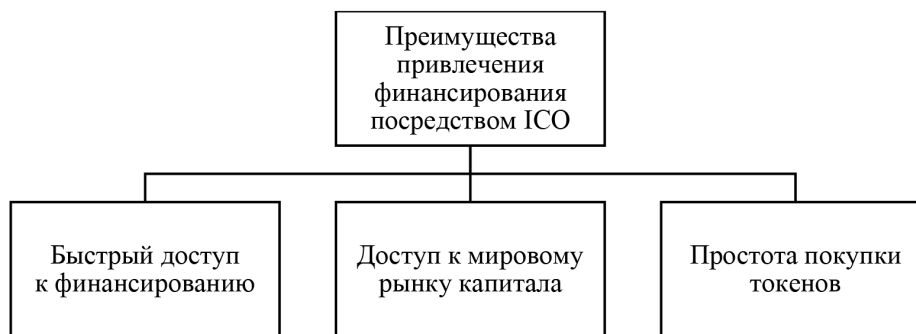 Преимущества
привлечения
финансирования
посредством ICO
Быстрый доступ
к финансированию
Доступ к мировому
рынку капитала
Простота покупки
токенов